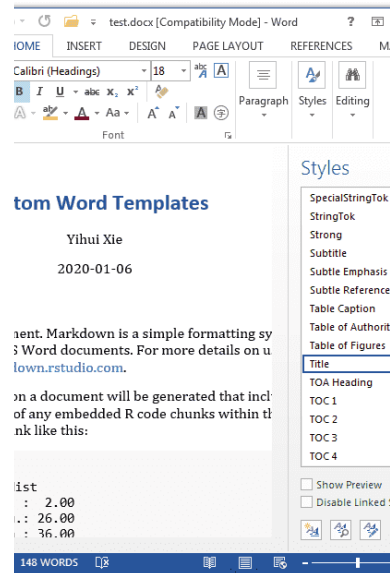 test.docx [Compatibility Mode] - Word
HOME INSERT DESIGN PAGE LAYOUT REFERENCES
Calibri (Headings) 18 abc A
B I U abc x₂ x² Paragraph Styles Editing
A aby A Aa A A A 字
Font
Styles
SpecialStringTok
StringTok
Strong
Subtitle
Subtle Emphasis
Subtle Reference
Table Caption
Table of Authorit
Table of Figures
Title
TOA Heading
TOC 1
TOC 2
TOC 3
TOC 4
Show Preview
Disable Linked S
tom Word Templates
Yihui Xie
2020-01-06
ment. Markdown is a simple formatting sy
S Word documents. For more details on u
down.rstudio.com.
on a document will be generated that incl
of any embedded R code chunks within th
nk like this:
ist
: 2.00
.: 26.00
: 36.00
148 WORDS